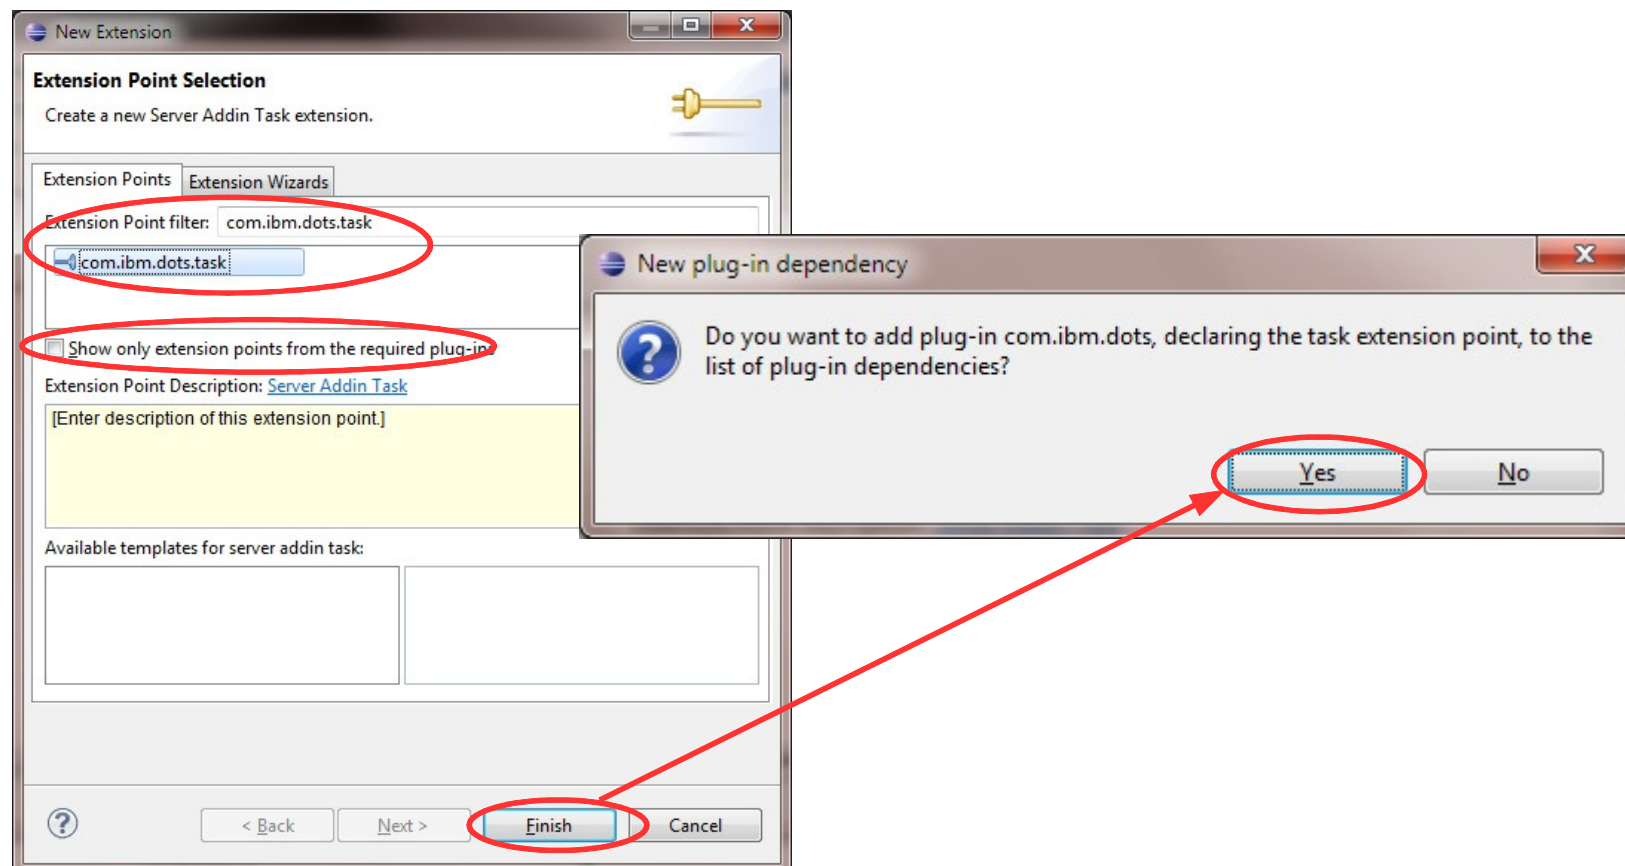 New Extension
Extension Point Selection
Create a new Server Addin Task extension.
Extension Points
Extension Wizards
Extension Point filter: com.ibm.dots.task
com.ibm.dots.task
Show only extension points from the required plug-ins
Extension Point Description: Server Addin Task
[Enter description of this extension point.]
Available templates for server addin task:
< Back
Next >
Finish
Cancel
New plug-in dependency
Do you want to add plug-in com.ibm.dots, declaring the task extension point, to the
list of plug-in dependencies?
Yes
No